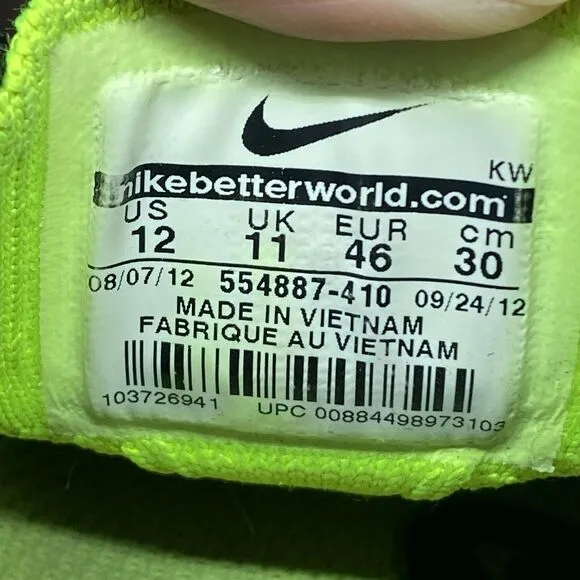 KW
nikebetterworld.com
US UK EUR cm
12 11 46 30
08/07/12 554887-410 09/24/12
MADE IN VIETNAM
FABRIQUE AU VIETNAM
103726941 UPC 00884498973103